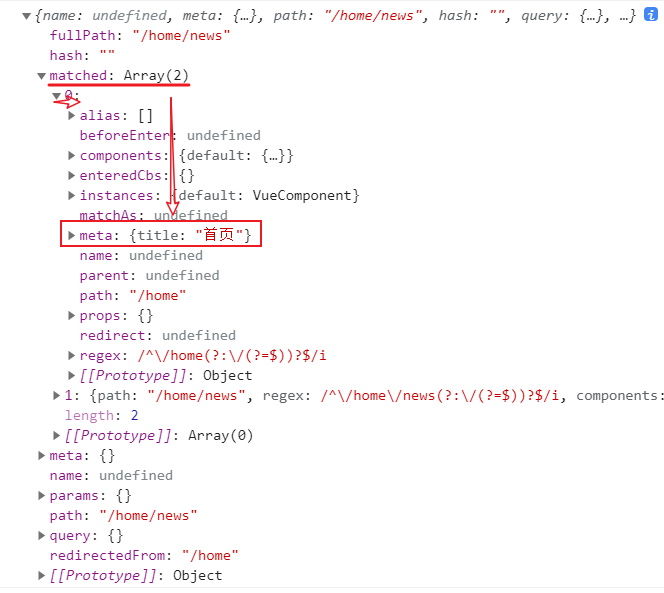 {name: undefined, meta: {…}, path: "/home/news", hash: "", query: {…}, …} i
fullPath: "/home/news"
hash: ""
matched: Array(2)
0:
alias: []
beforeEnter: undefined
components: {default: {…}}
enteredCbs: {}
instances: {default: VueComponent}
matchAs: undefined
meta: {title: "首页"}
name: undefined
parent: undefined
path: "/home"
props: {}
redirect: undefined
regex: /^\/home(?:\/(?=$))?$/i
[[Prototype]]: Object
1: {path: "/home/news", regex: /^\/home\/news(?:\/(?=$))?$/i, components:
length: 2
[[Prototype]]: Array(0)
meta: {}
name: undefined
params: {}
path: "/home/news"
query: {}
redirectedFrom: "/home"
[[Prototype]]: Object